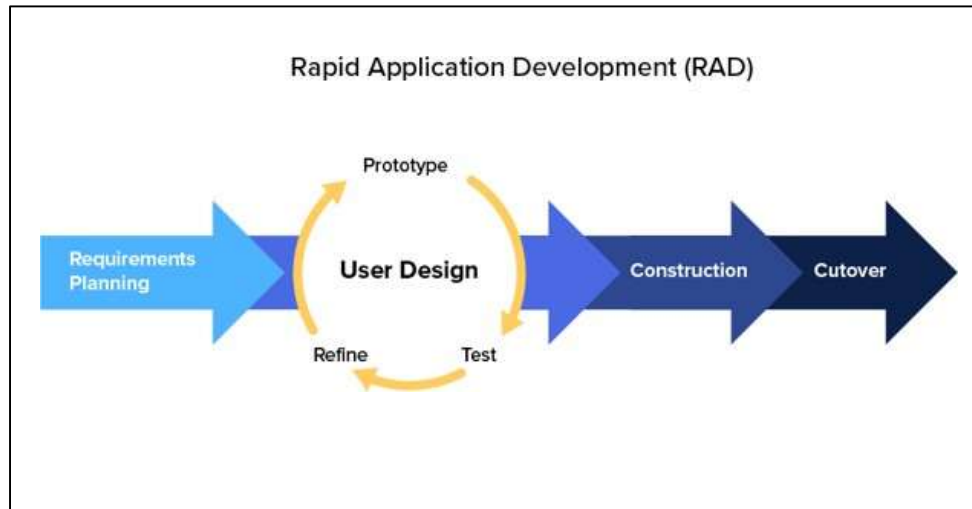 Rapid Application Development (RAD)
Prototype
Requirements
Planning
User Design
Construction
Cutover
Refine
Test